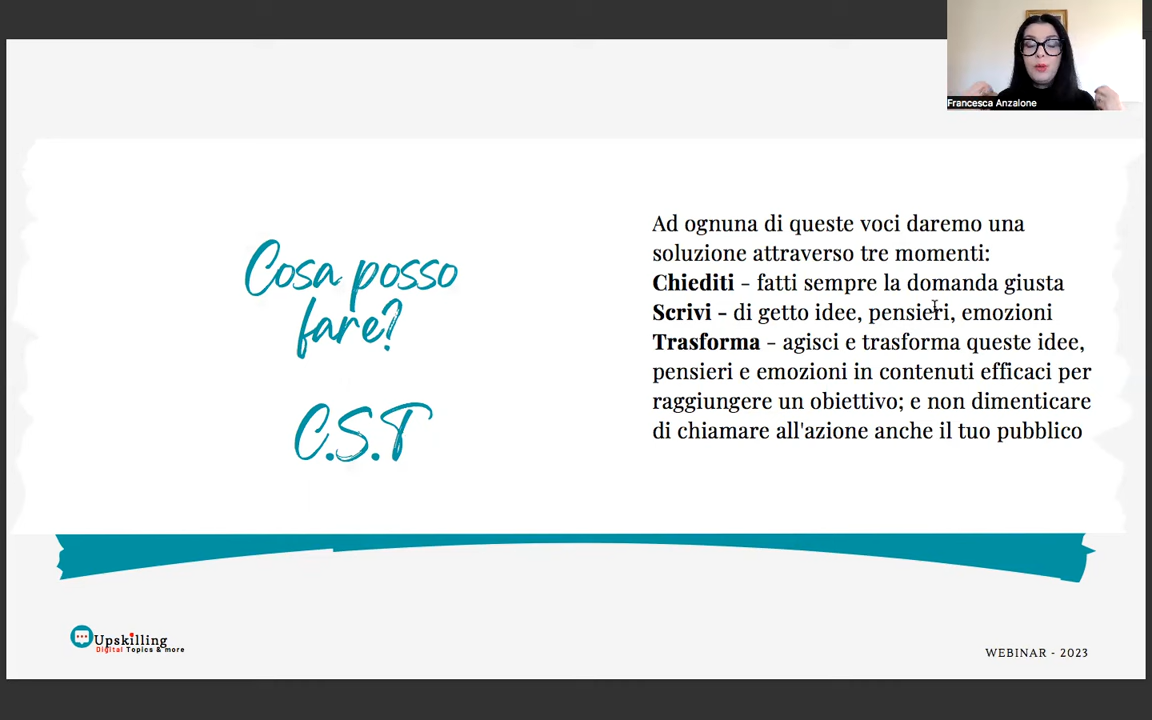 Francesca Anzalone
Cosa posso
fare?
C.S.T
Ad ognuna di queste voci daremo una
soluzione attraverso tre momenti:
Chiediti - fatti sempre la domanda giusta
Scrivi - di getto idee, pensieri, emozioni
Trasforma - agisci e trasforma queste idee,
pensieri e emozioni in contenuti efficaci per
raggiungere un obiettivo; e non dimenticare
di chiamare all'azione anche il tuo pubblico
Upskilling
Digital Topics & more
WEBINAR - 2023